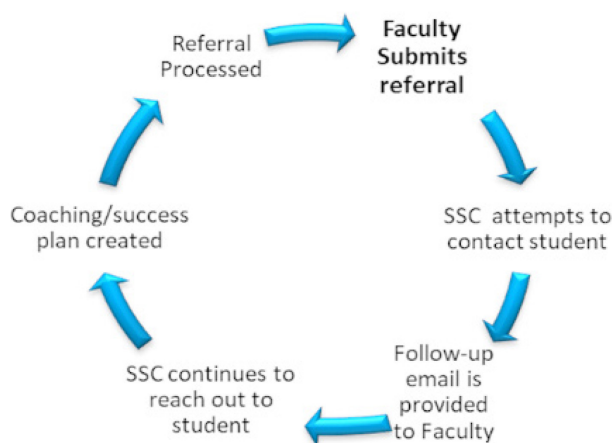 Faculty
Submits
referral
SSC attempts to
contact student
Follow-up
email is
provided
to Faculty
SSC continues to
reach out to
student
Coaching/success
plan created
Referral
Processed